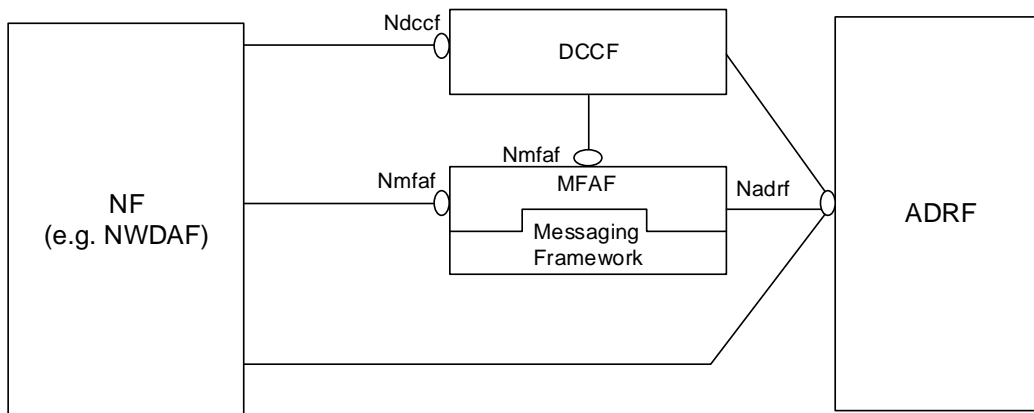 Ndccf
DCCF
Nmfaf
Nmfaf
MFAF
Nadrf
NF
(e.g. NWDAF)
Messaging
Framework
ADRF